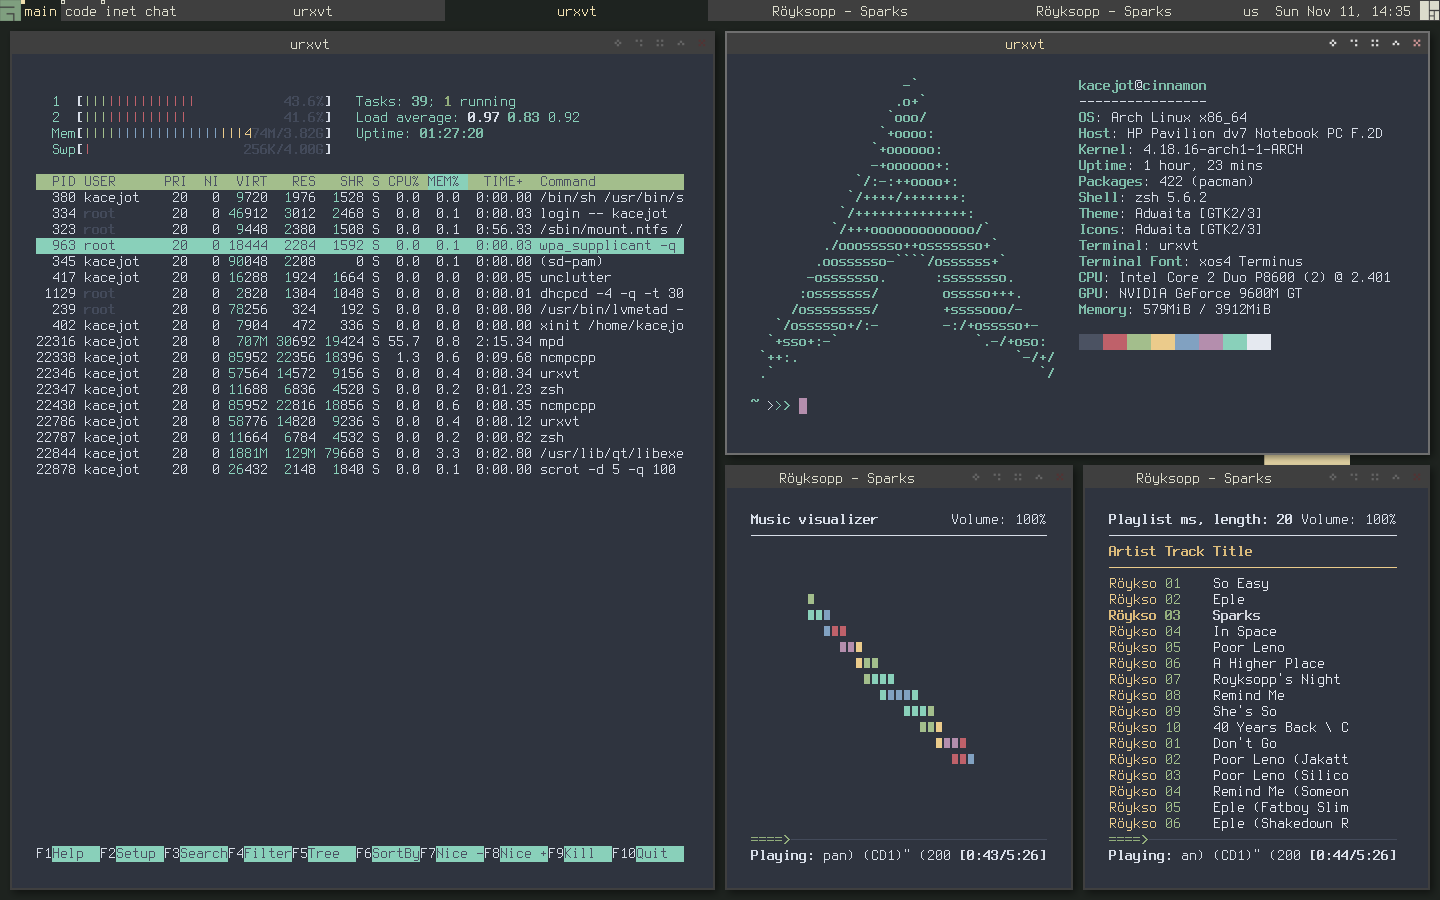 main code inet chat urxvt urxvt Röyksopp - Sparks Röyksopp - Sparks us Sun Nov 11, 14:35
urxvt
1 [|||||||||||||| 43.6%] Tasks: 39; 1 running
2 [||||||||||||| 41.6%] Load average: 0.97 0.83 0.92
Mem[||||||||||||||||||||474M/3.82G] Uptime: 01:27:20
Swp[| 256K/4.00G]
PID USER PRI NI VIRT RES SHR S CPU% MEM% TIME+ Command
380 kacejot 20 0 9720 1976 1528 S 0.0 0.0 0:00.00 /bin/sh /usr/bin/s
334 root 20 0 46912 3012 2468 S 0.0 0.1 0:00.03 login -- kacejot
323 root 20 0 9448 2380 1508 S 0.0 0.1 0:56.33 /sbin/mount.ntfs /
963 root 20 0 18444 2284 1592 S 0.0 0.1 0:00.03 wpa_supplicant -q
345 kacejot 20 0 90048 2208 0 S 0.0 0.1 0:00.00 (sd-pam)
417 kacejot 20 0 16288 1924 1664 S 0.0 0.0 0:00.05 unclutter
1129 root 20 0 2820 1304 1048 S 0.0 0.0 0:00.01 dhcpcd -4 -q -t 30
239 root 20 0 78256 324 192 S 0.0 0.0 0:00.00 /usr/bin/lvmetad -
402 kacejot 20 0 7904 472 336 S 0.0 0.0 0:00.00 xinit /home/kacejo
22316 kacejot 20 0 707M 30692 19424 S 55.7 0.8 2:15.34 mpd
22338 kacejot 20 0 85952 22356 18396 S 1.3 0.6 0:09.68 ncmpcpp
22346 kacejot 20 0 57564 14572 9156 S 0.0 0.4 0:00.34 urxvt
22347 kacejot 20 0 11688 6836 4520 S 0.0 0.2 0:01.23 zsh
22430 kacejot 20 0 85952 22816 18856 S 0.0 0.6 0:00.35 ncmpcpp
22786 kacejot 20 0 58776 14820 9236 S 0.0 0.4 0:00.12 urxvt
22787 kacejot 20 0 11664 6784 4532 S 0.0 0.2 0:00.82 zsh
22844 kacejot 20 0 1881M 129M 79668 S 0.0 3.3 0:02.80 /usr/lib/qt/libexe
22878 kacejot 20 0 26432 2148 1840 S 0.0 0.1 0:00.00 scrot -d 5 -q 100
F1Help F2Setup F3SearchF4FilterF5Tree F6SortByF7Nice -F8Nice +F9Kill F10Quit
urxvt
-`
.o+`
`ooo/
`+oooo:
`+oooooo:
-+oooooo+:
`/:-:++oooo+:
`/++++/+++++++:
`/++++++++++++++:
`/+++ooooooooooooo/`
./ooosssso++osssssso+`
.oossssso-````/ossssss+`
-osssssso. :ssssssso.
:osssssss/ osssso+++.
/ossssssss/ +ssssooo/-
`/ossssso+/:- -:/+osssso+-
`+sso+:-` `.-/+oso:
`++:. `-/+/
.` `/
kacejot@cinnamon
----------------
OS: Arch Linux x86_64
Host: HP Pavilion dv7 Notebook PC F.2D
Kernel: 4.18.16-arch1-1-ARCH
Uptime: 1 hour, 23 mins
Packages: 422 (pacman)
Shell: zsh 5.6.2
Theme: Adwaita [GTK2/3]
Icons: Adwaita [GTK2/3]
Terminal: urxvt
Terminal Font: xos4 Terminus
CPU: Intel Core 2 Duo P8600 (2) @ 2.401
GPU: NVIDIA GeForce 9600M GT
Memory: 579MiB / 3912MiB
~ >>>
Röyksopp - Sparks
Music visualizer Volume: 100%
====>
Playing: pan) (CD1)" (200 [0:43/5:26]
Röyksopp - Sparks
Playlist ms, length: 20 Volume: 100%
Artist Track Title
Röykso 01 So Easy
Röykso 02 Eple
Röykso 03 Sparks
Röykso 04 In Space
Röykso 05 Poor Leno
Röykso 06 A Higher Place
Röykso 07 Royksopp's Night
Röykso 08 Remind Me
Röykso 09 She's So
Röykso 10 40 Years Back \ C
Röykso 01 Don't Go
Röykso 02 Poor Leno (Jakatt
Röykso 03 Poor Leno (Silico
Röykso 04 Remind Me (Someon
Röykso 05 Eple (Fatboy Slim
Röykso 06 Eple (Shakedown R
====>
Playing: an) (CD1)" (200 [0:44/5:26]